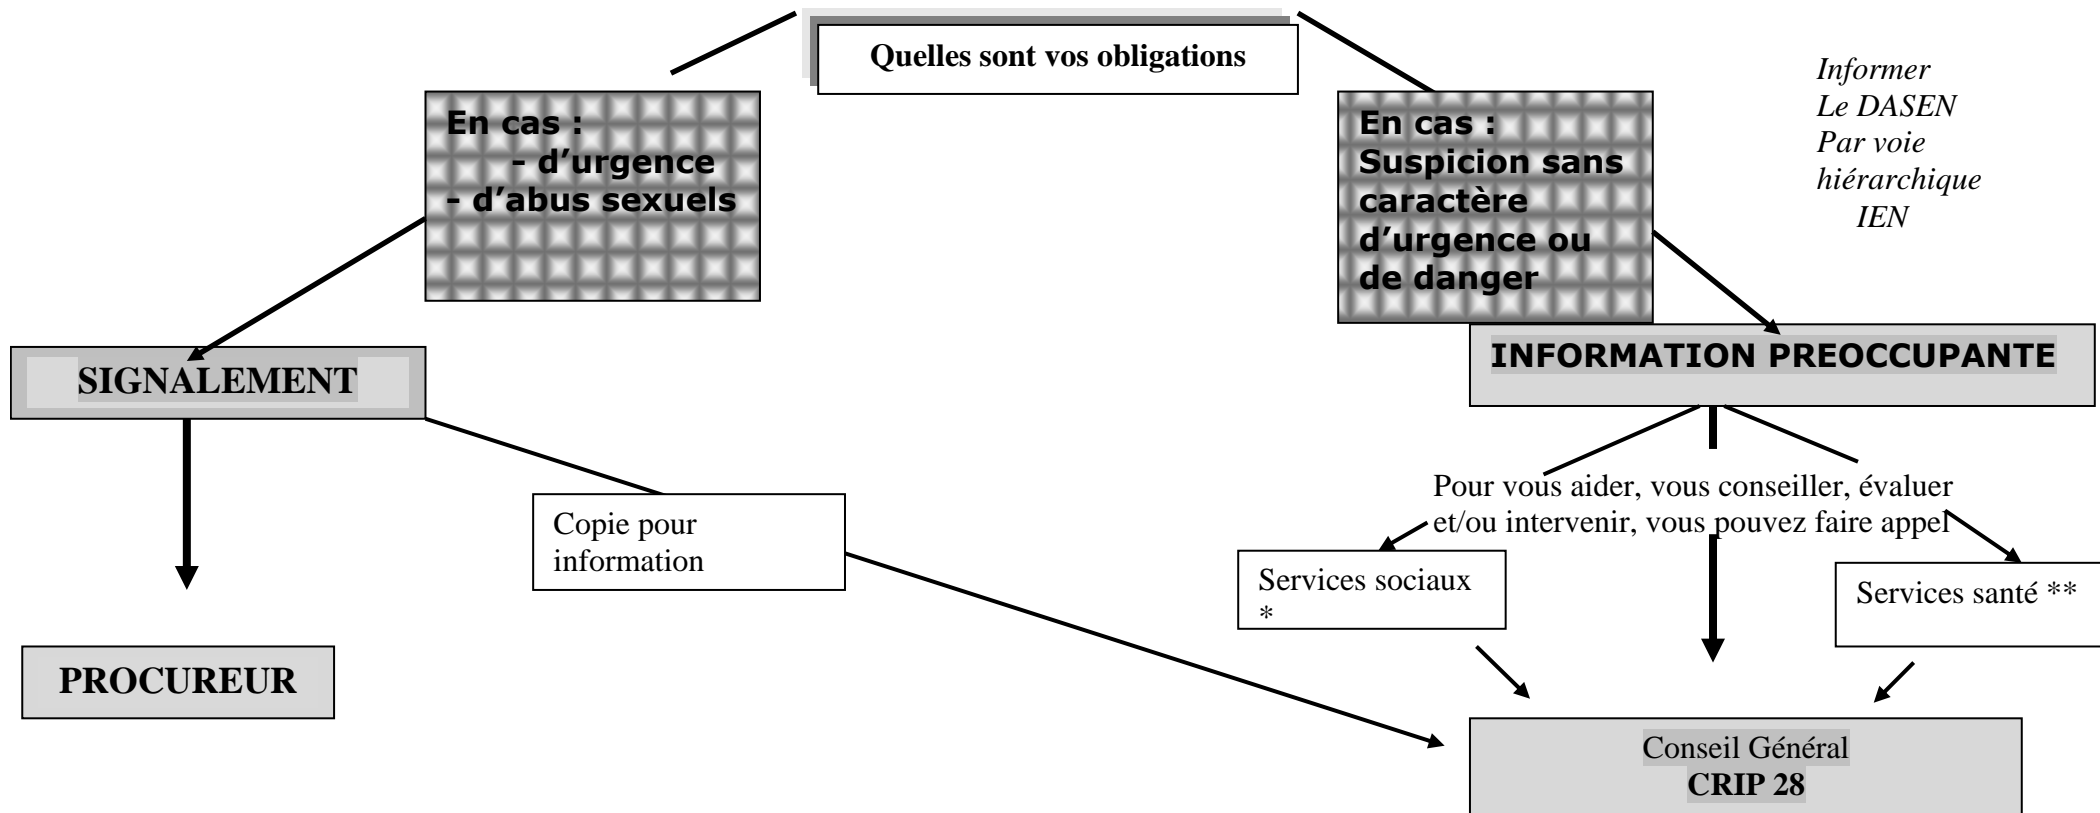 Quelles sont vos obligations
En cas :
- d’urgence
- d’abus sexuels
En cas :
Suspicion sans
caractère
d’urgence ou
de danger
Informer
Le DASEN
Par voie
hiérarchique
IEN
SIGNALEMENT
INFORMATION PREOCCUPANTE
Copie pour
information
Pour vous aider, vous conseiller, évaluer
et/ou intervenir, vous pouvez faire appel
Services sociaux
*
Services santé **
PROCUREUR
Conseil Général
CRIP 28